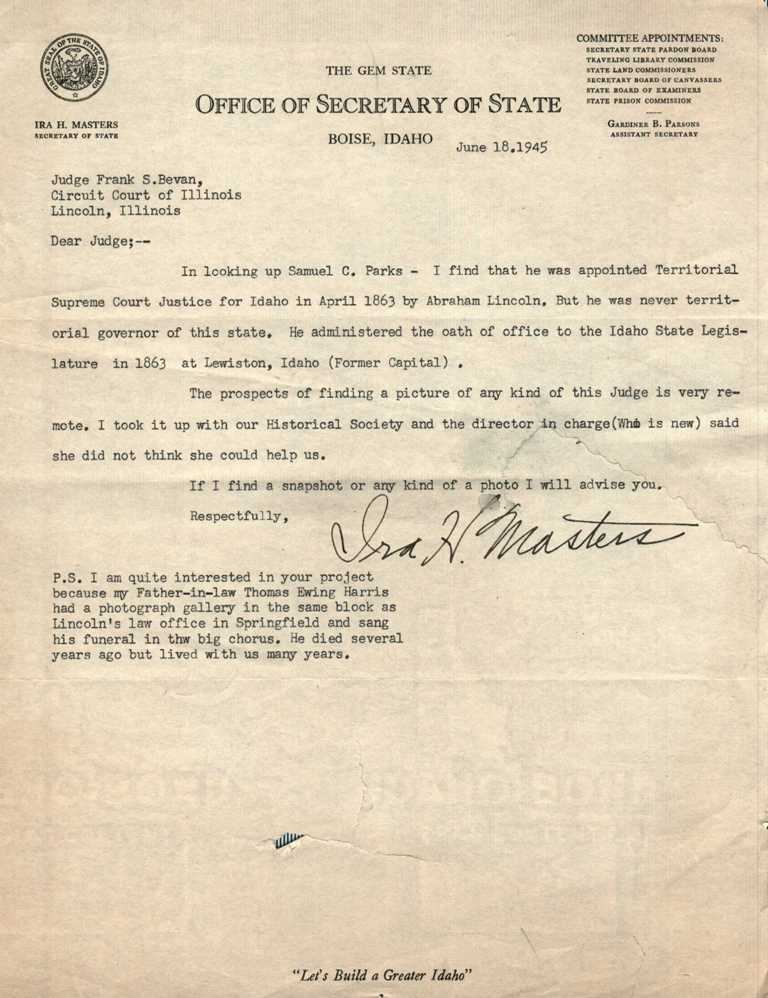 GREAT SEAL OF THE STATE OF IDAHO
IRA H. MASTERS
SECRETARY OF STATE
THE GEM STATE
OFFICE OF SECRETARY OF STATE
BOISE, IDAHO
COMMITTEE APPOINTMENTS:
SECRETARY STATE PARDON BOARD
TRAVELING LIBRARY COMMISSION
STATE LAND COMMISSIONERS
SECRETARY BOARD OF CANVASSERS
STATE BOARD OF EXAMINERS
STATE PRISON COMMISSION
GARDINER B. PARSONS
ASSISTANT SECRETARY
June 18.1945
Judge Frank S.Bevan,
Circuit Court of Illinois
Lincoln, Illinois
Dear Judge;--
In looking up Samuel C. Parks - I find that he was appointed Territorial
Supreme Court Justice for Idaho in April 1863 by Abraham Lincoln. But he was never territ-
orial governor of this state. He administered the oath of office to the Idaho State Legis-
lature in 1863 at Lewiston, Idaho (Former Capital) .
The prospects of finding a picture of any kind of this Judge is very re-
mote. I took it up with our Historical Society and the director in charge(Who is new) said
she did not think she could help us.
If I find a snapshot or any kind of a photo I will advise you.
Respectfully,
Ira H. Masters
P.S. I am quite interested in your project
because my Father-in-law Thomas Ewing Harris
had a photograph gallery in the same block as
Lincoln's law office in Springfield and sang
his funeral in thw big chorus. He died several
years ago but lived with us many years.
"Let's Build a Greater Idaho"